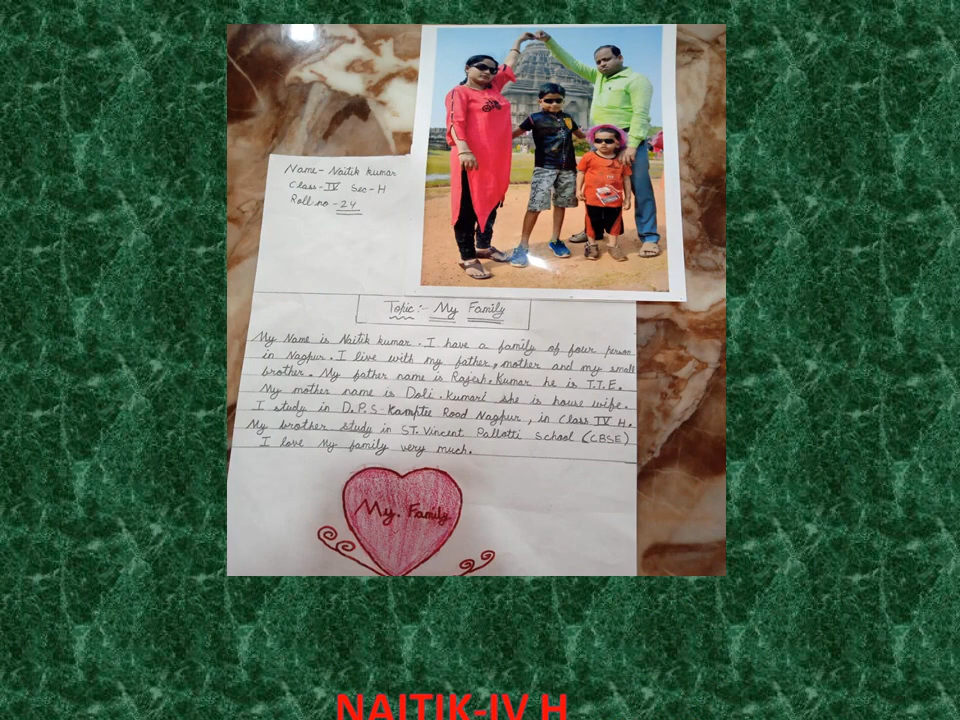 Name- Naitik kumar
Class-IV Sec-H
Roll.no -24
Topic:- My Family
My Name is Naitik kumar. I have a family of four person
in Nagpur. I live with my father, mother and my small
brother. My father name is Rajesh.Kumar he is T.T.E.
My mother name is Doli.Kumari she is house wife.
I study in D.P.S-Kamptee Road Nagpur, in class IV H.
My brother study in ST.Vincent Pallotti School (CBSE)
I love My family very much.
My. Family
NAITIK-IV H